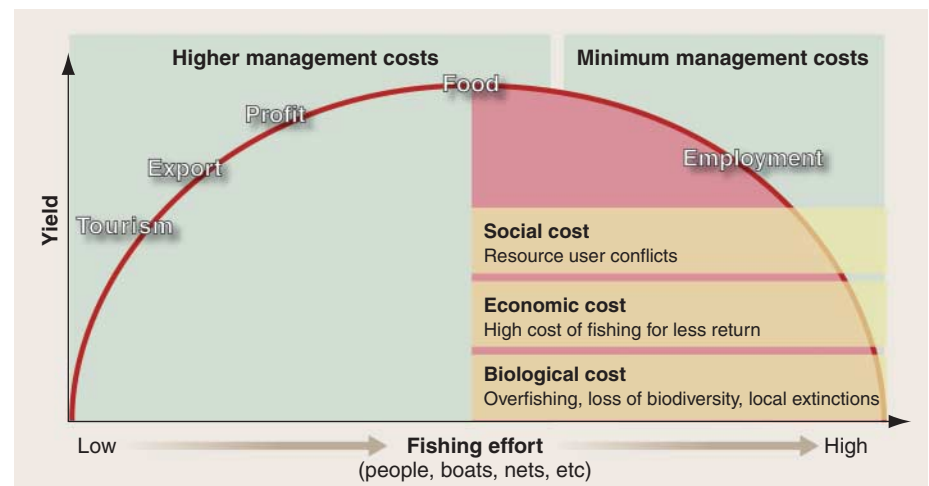 Higher management costs
Minimum management costs
Food
Profit
Export
Employment
Tourism
Yield
Social cost
Resource user conflicts
Economic cost
High cost of fishing for less return
Biological cost
Overfishing, loss of biodiversity, local extinctions
Low
Fishing effort
High
(people, boats, nets, etc)